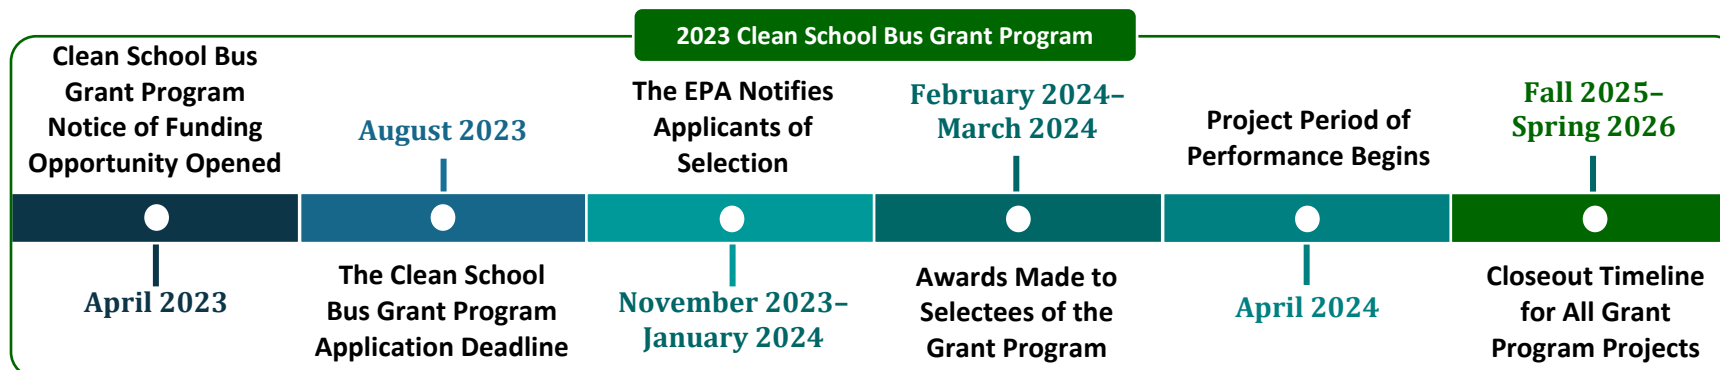 2023 Clean School Bus Grant Program
Clean School Bus
Grant Program
Notice of Funding
Opportunity Opened
April 2023
August 2023
The Clean School
Bus Grant Program
Application Deadline
The EPA Notifies
Applicants of
Selection
November 2023–
January 2024
February 2024–
March 2024
Awards Made to
Selectees of the
Grant Program
Project Period of
Performance Begins
April 2024
Fall 2025–
Spring 2026
Closeout Timeline
for All Grant
Program Projects